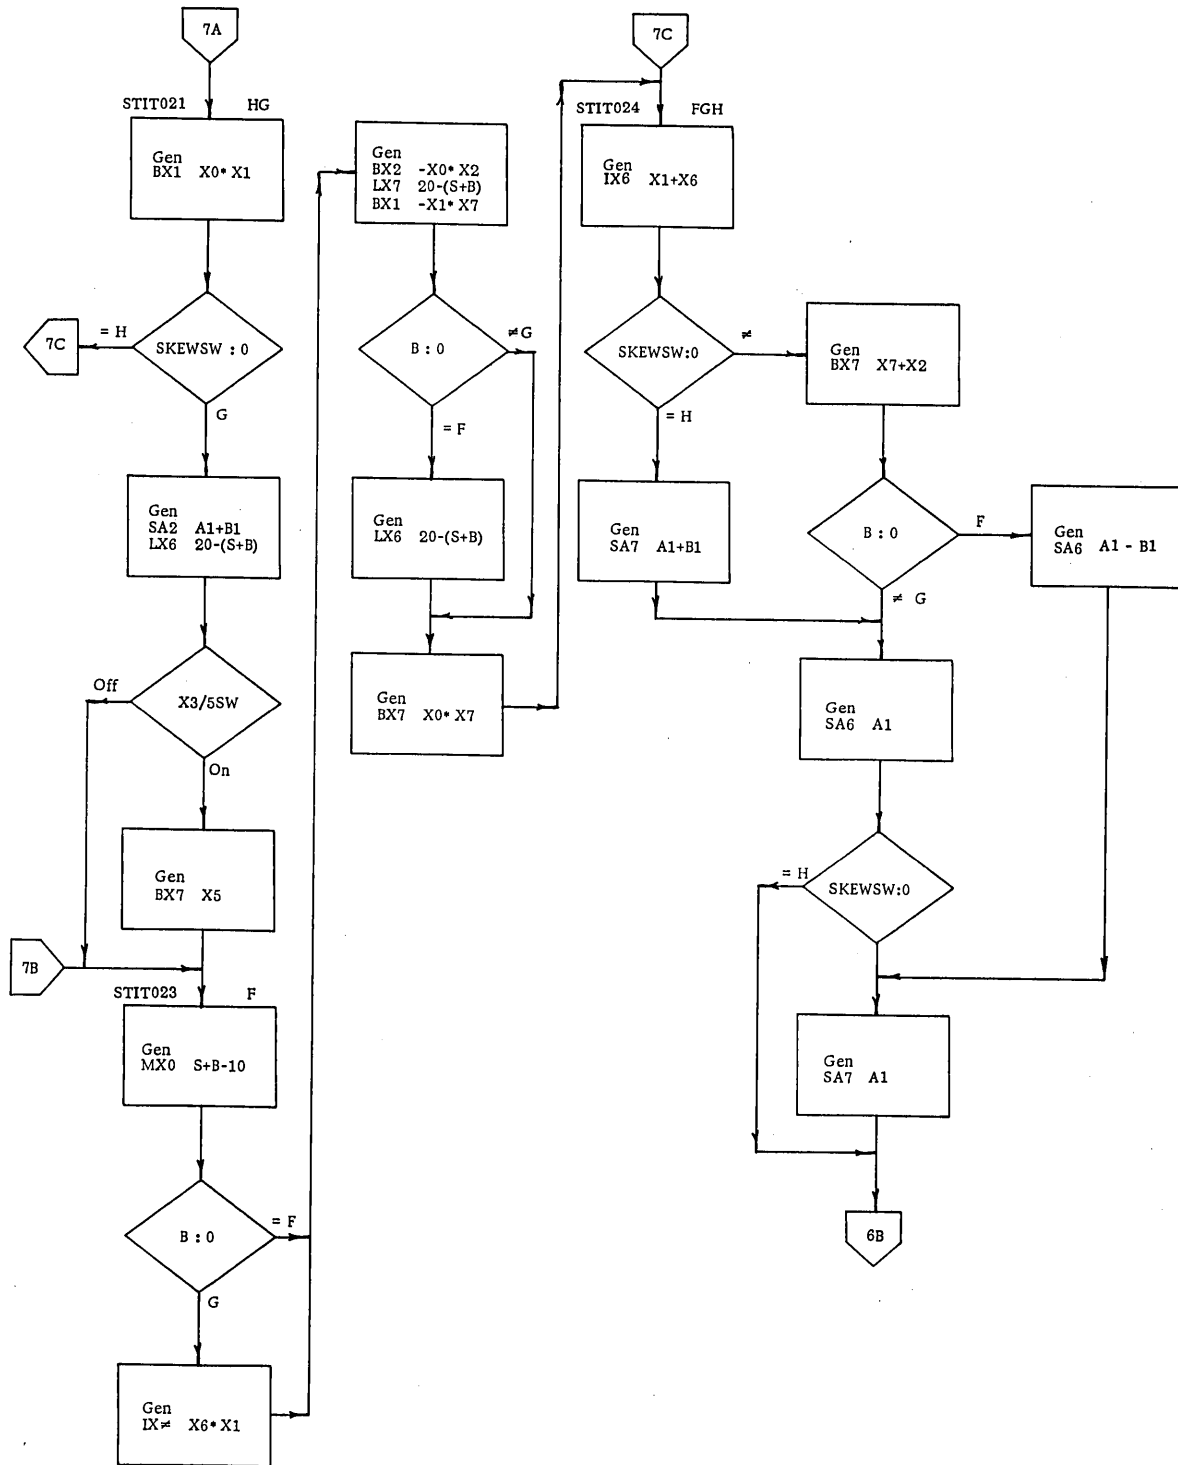 7A
STIT021 HG
Gen
BX1 X0* X1
SKEWSW : 0
= H
7C
G
Gen
SA2 A1+B1
LX6 20-(S+B)
X3/5SW
Off
On
Gen
BX7 X5
7B
STIT023 F
Gen
MX0 S+B-10
B : 0
= F
G
Gen
IX≠ X6* X1
Gen
BX2 -X0* X2
LX7 20-(S+B)
BX1 -X1* X7
B : 0
≠G
= F
Gen
LX6 20-(S+B)
Gen
BX7 X0* X7
7C
STIT024 FGH
Gen
IX6 X1+X6
SKEWSW:0
≠
= H
Gen
SA7 A1+B1
Gen
BX7 X7+X2
B : 0
F
≠ G
Gen
SA6 A1 - B1
Gen
SA6 A1
SKEWSW:0
= H
Gen
SA7 A1
6B